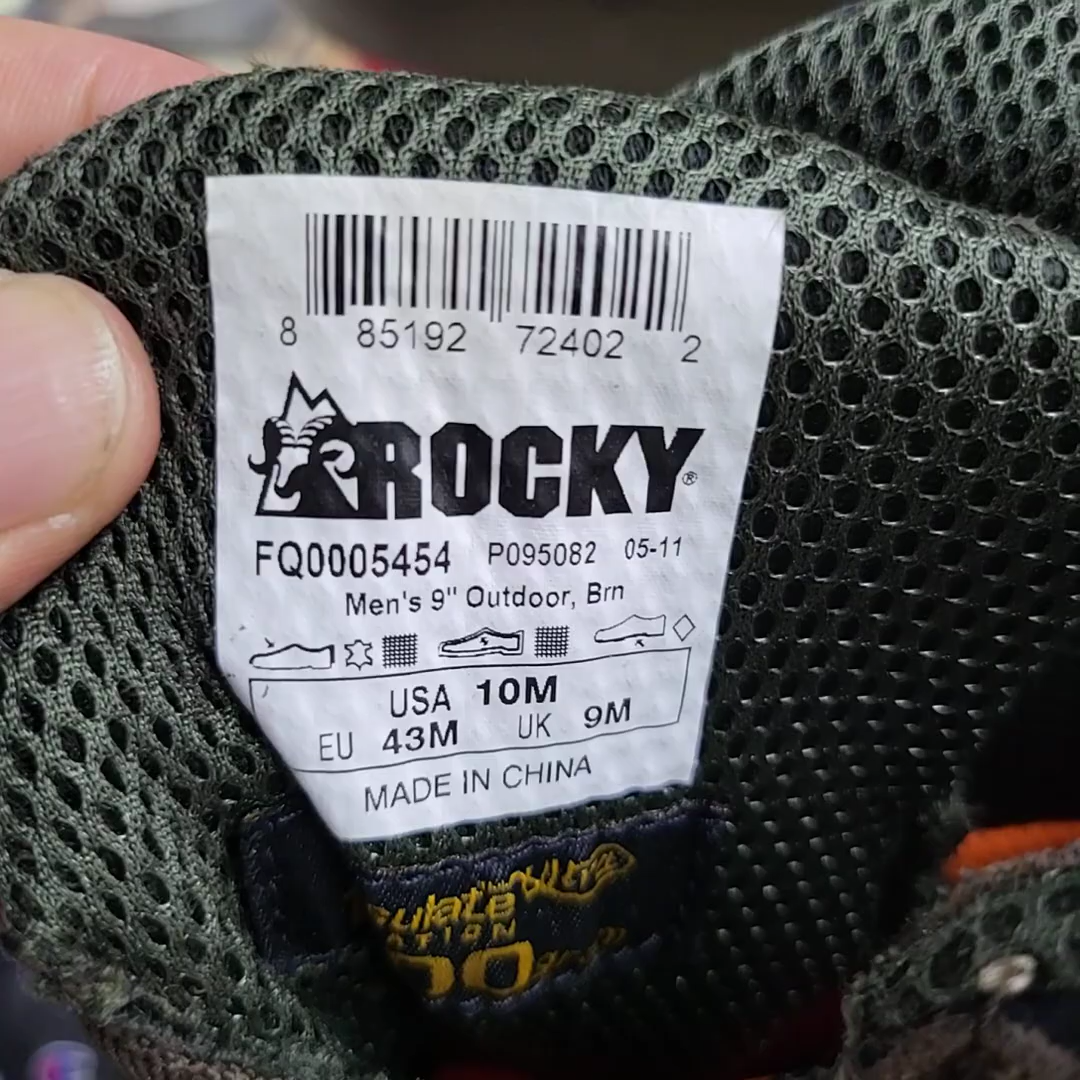 8 85192 72402 2
ROCKY®
FQ0005454 P095082 05-11
Men's 9" Outdoor, Brn
USA 10M
EU 43M UK 9M
MADE IN CHINA